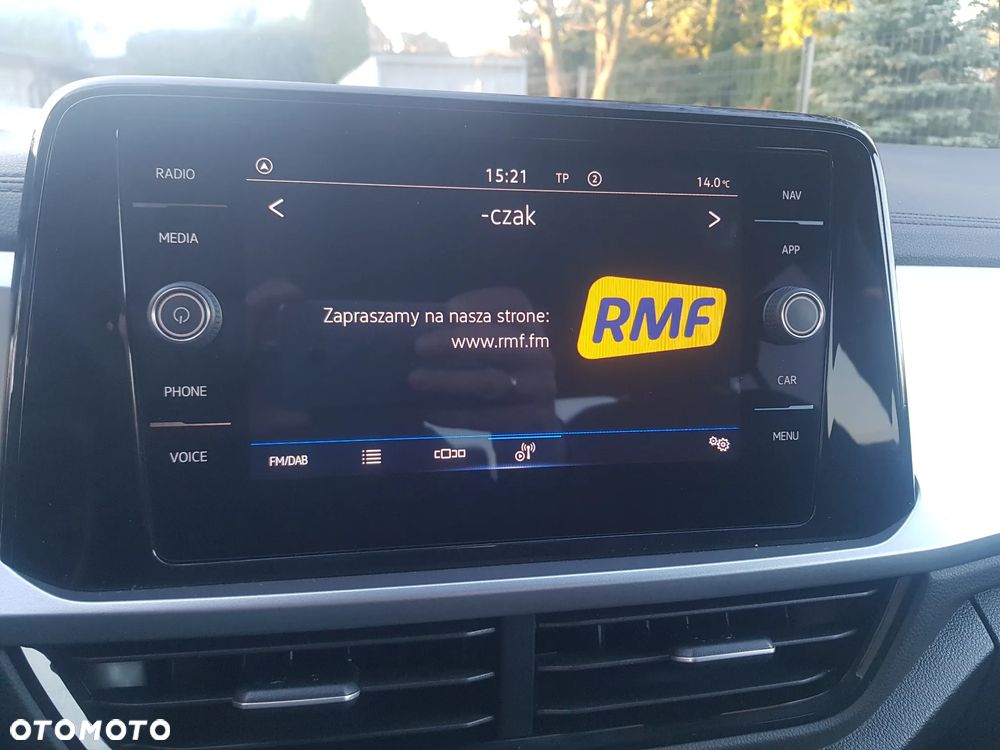 RADIO
MEDIA
PHONE
VOICE
15:21 TP 2 14.0°C
-czak
Zapraszamy na nasza strone:
www.rmf.fm
RMF
FM/DAB
NAV
APP
CAR
MENU
OTOMOTO